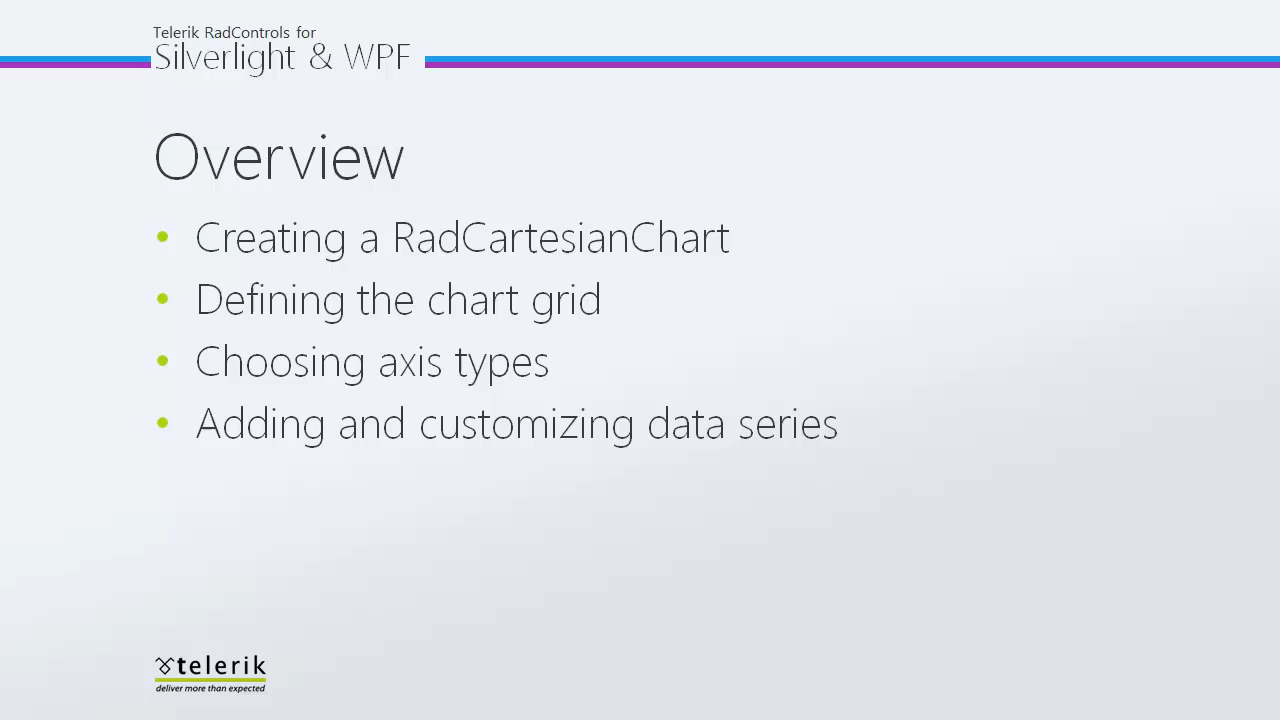 Telerik RadControls for
Silverlight & WPF
Overview
• Creating a RadCartesianChart
• Defining the chart grid
• Choosing axis types
• Adding and customizing data series
telerik
deliver more than expected